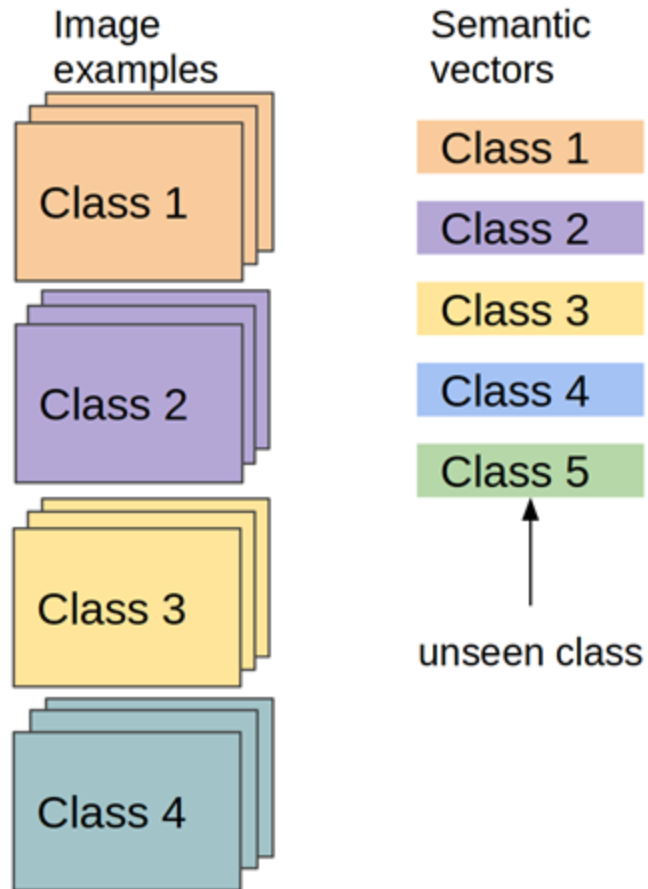 Image
examples
Class 1
Class 2
Class 3
Class 4
Semantic
vectors
Class 1
Class 2
Class 3
Class 4
Class 5
unseen class